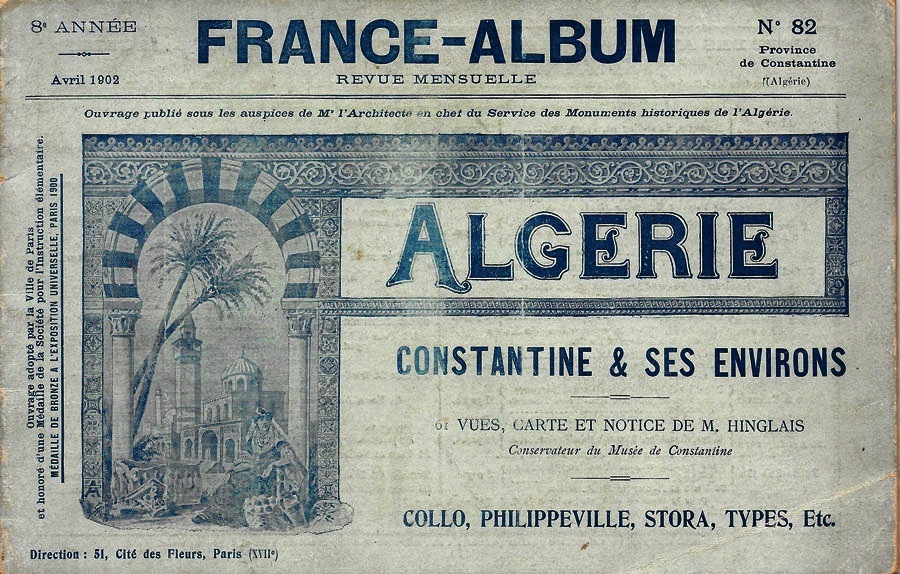 8e ANNÉE
Avril 1902
FRANCE-ALBUM
REVUE MENSUELLE
N° 82
Province
de Constantine
(Algérie)
Ouvrage publié sous les auspices de Mr l'Architecte en chef du Service des Monuments historiques de l'Algérie.
Ouvrage adopté par la Ville de Paris
et honoré d'une Médaille de la Société pour l'Instruction élémentaire.
MÉDAILLE DE BRONZE A L'EXPOSITION UNIVERSELLE, PARIS 1900
ALGERIE
CONSTANTINE & SES ENVIRONS
61 VUES, CARTE ET NOTICE DE M. HINGLAIS
Conservateur du Musée de Constantine
COLLO, PHILIPPEVILLE, STORA, TYPES, Etc.
Direction : 51, Cité des Fleurs, Paris (XVIIe)